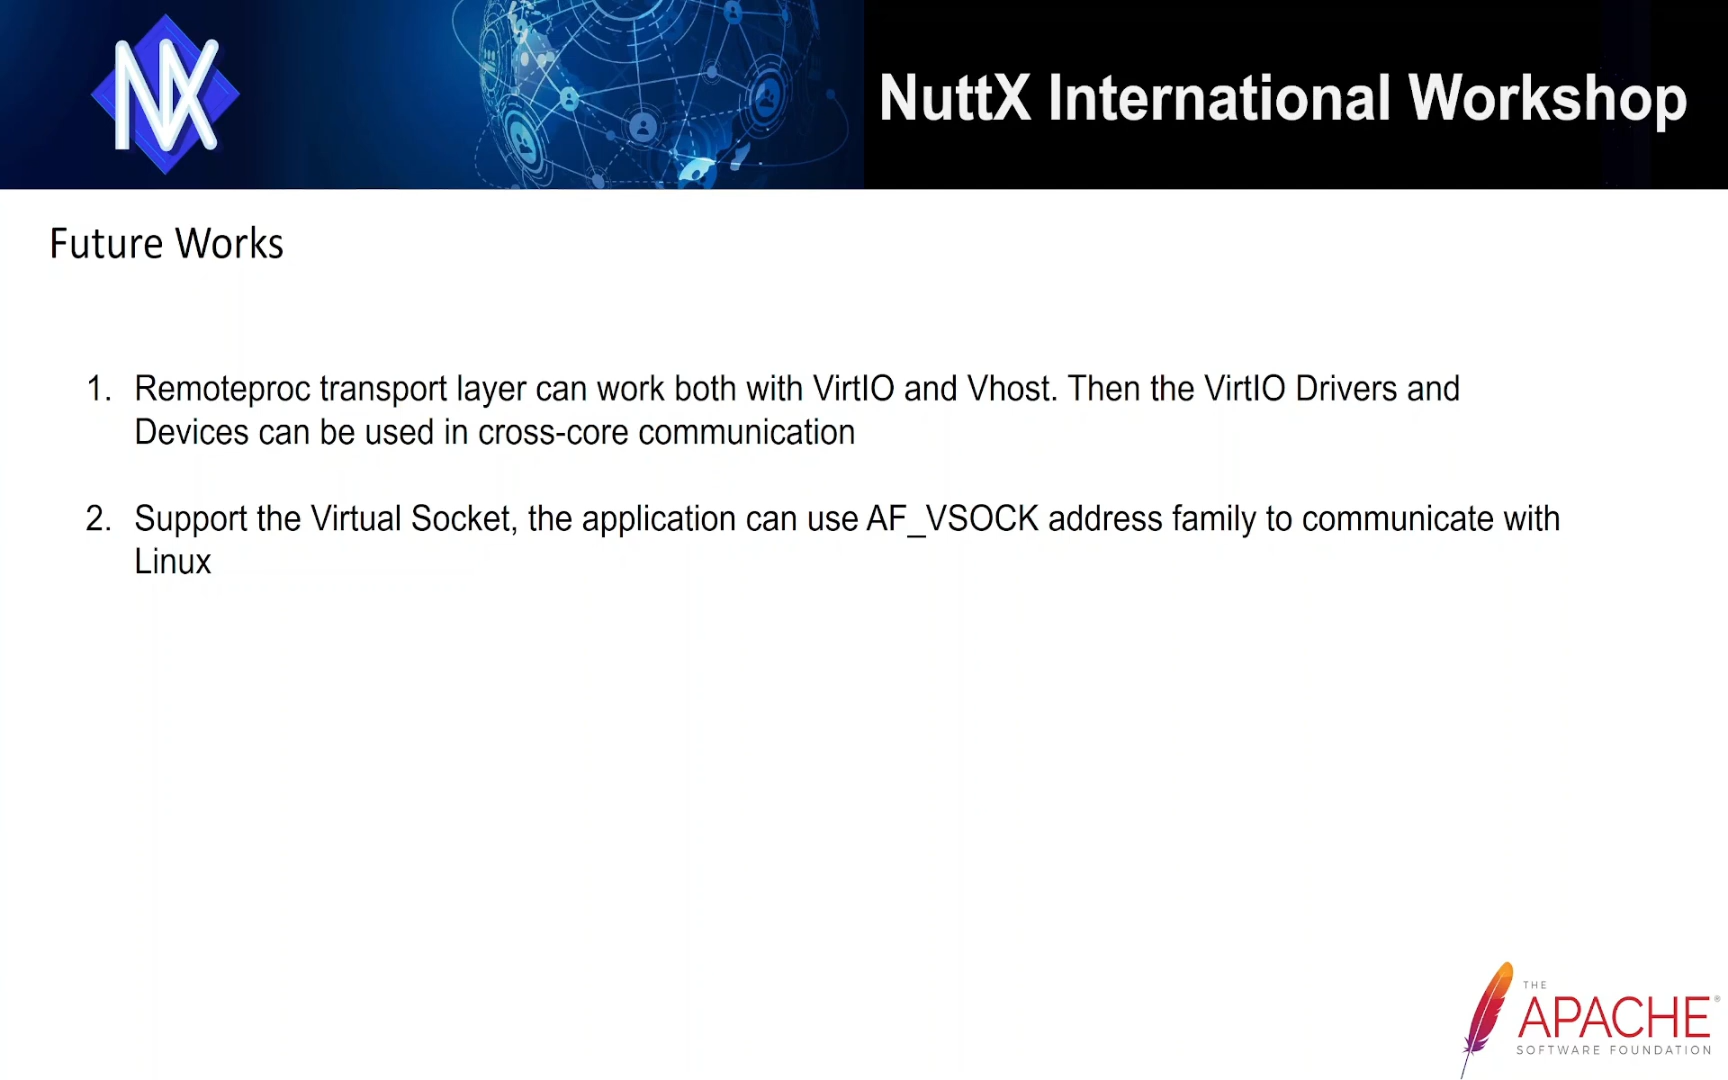 NX
NuttX International Workshop
Future Works
1. Remoteproc transport layer can work both with VirtIO and Vhost. Then the VirtIO Drivers and
Devices can be used in cross-core communication
2. Support the Virtual Socket, the application can use AF_VSOCK address family to communicate with
Linux
THE
APACHE®
SOFTWARE FOUNDATION